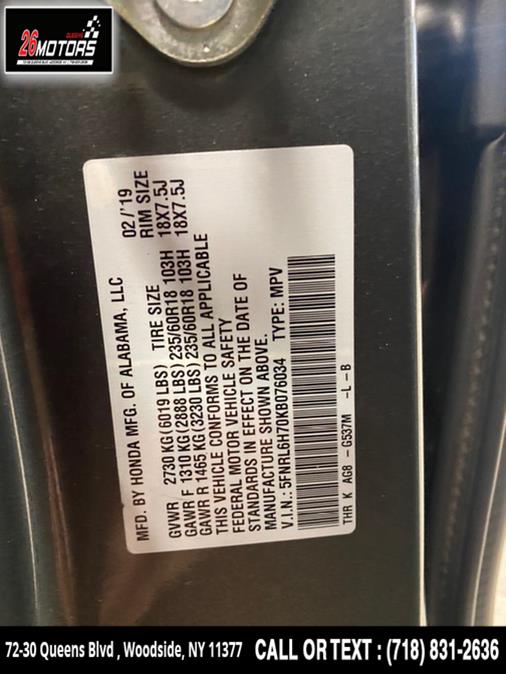 QUEENS
26MOTORS
MFD. BY HONDA MFG. OF ALABAMA, LLC 02/'19
GVWR 2730 KG(6019 LBS) TIRE SIZE RIM SIZE
GAWR F 1310 KG(2888 LBS) 235/60R18 103H 18X7.5J
GAWR R 1465 KG(3230 LBS) 235/60R18 103H 18X7.5J
THIS VEHICLE CONFORMS TO ALL APPLICABLE
FEDERAL MOTOR VEHICLE SAFETY
STANDARDS IN EFFECT ON THE DATE OF
MANUFACTURE SHOWN ABOVE.
V.I.N.: 5FNRL6H70KB076034 TYPE: MPV
THR K AG8 - G537M -L-B
72-30 Queens Blvd , Woodside, NY 11377 CALL OR TEXT : (718) 831-2636